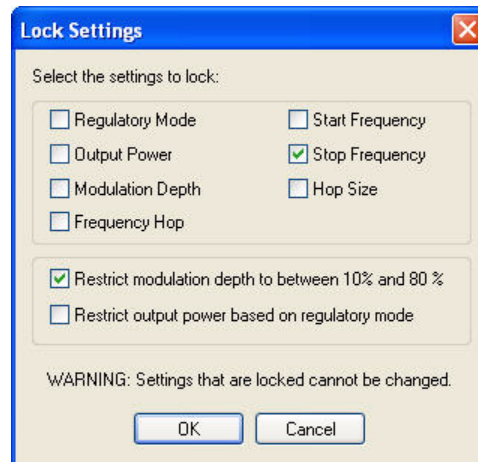 Lock Settings
Select the settings to lock:
Regulatory Mode
Start Frequency
Output Power
Stop Frequency
Modulation Depth
Hop Size
Frequency Hop
Restrict modulation depth to between 10% and 80 %
Restrict output power based on regulatory mode
WARNING: Settings that are locked cannot be changed.
OK
Cancel